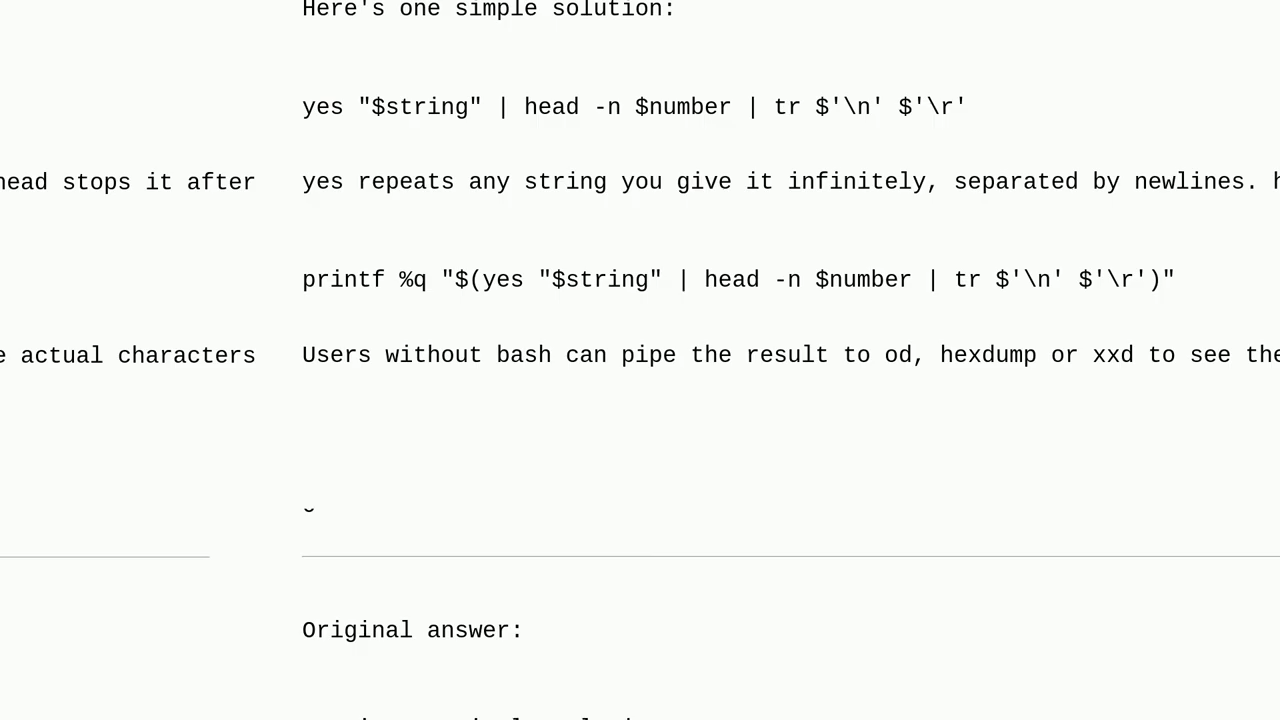 Here's one simple solution:
yes "$string" | head -n $number | tr $'\n' $'\r'
head stops it after
yes repeats any string you give it infinitely, separated by newlines. h
printf %q "$(yes "$string" | head -n $number | tr $'\n' $'\r')"
e actual characters
Users without bash can pipe the result to od, hexdump or xxd to see the
˘
Original answer: